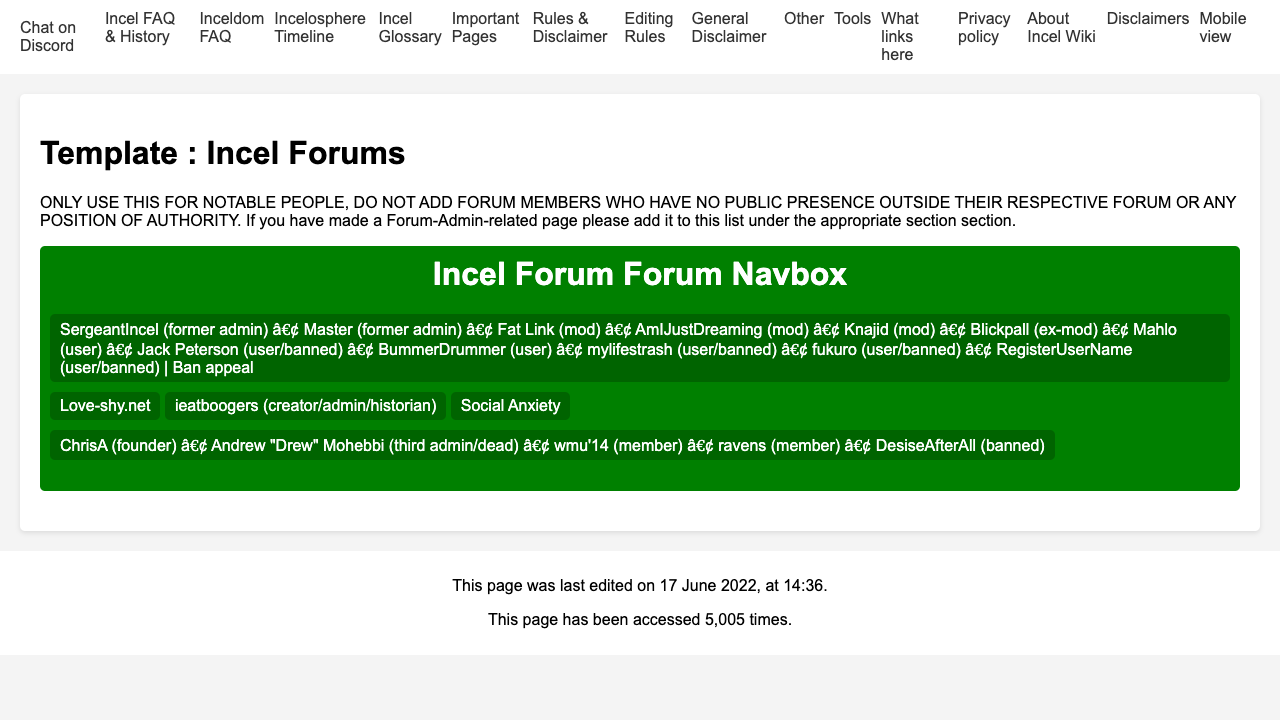 Chat on
Discord
Incel FAQ
& History
Inceldom
FAQ
Incelosphere
Timeline
Incel
Glossary
Important
Pages
Rules &
Disclaimer
Editing
Rules
General
Disclaimer
Other
Tools
What
links
here
Privacy
policy
About
Incel Wiki
Disclaimers
Mobile
view
Template : Incel Forums
ONLY USE THIS FOR NOTABLE PEOPLE, DO NOT ADD FORUM MEMBERS WHO HAVE NO PUBLIC PRESENCE OUTSIDE THEIR RESPECTIVE FORUM OR ANY
POSITION OF AUTHORITY. If you have made a Forum-Admin-related page please add it to this list under the appropriate section section.
Incel Forum Forum Navbox
SergeantIncel (former admin) â€¢ Master (former admin) â€¢ Fat Link (mod) â€¢ AmIJustDreaming (mod) â€¢ Knajid (mod) â€¢ Blickpall (ex-mod) â€¢ Mahlo
(user) â€¢ Jack Peterson (user/banned) â€¢ BummerDrummer (user) â€¢ mylifestrash (user/banned) â€¢ fukuro (user/banned) â€¢ RegisterUserName
(user/banned) | Ban appeal
Love-shy.net ieatboogers (creator/admin/historian) Social Anxiety
ChrisA (founder) â€¢ Andrew "Drew" Mohebbi (third admin/dead) â€¢ wmu'14 (member) â€¢ ravens (member) â€¢ DesiseAfterAll (banned)
This page was last edited on 17 June 2022, at 14:36.
This page has been accessed 5,005 times.